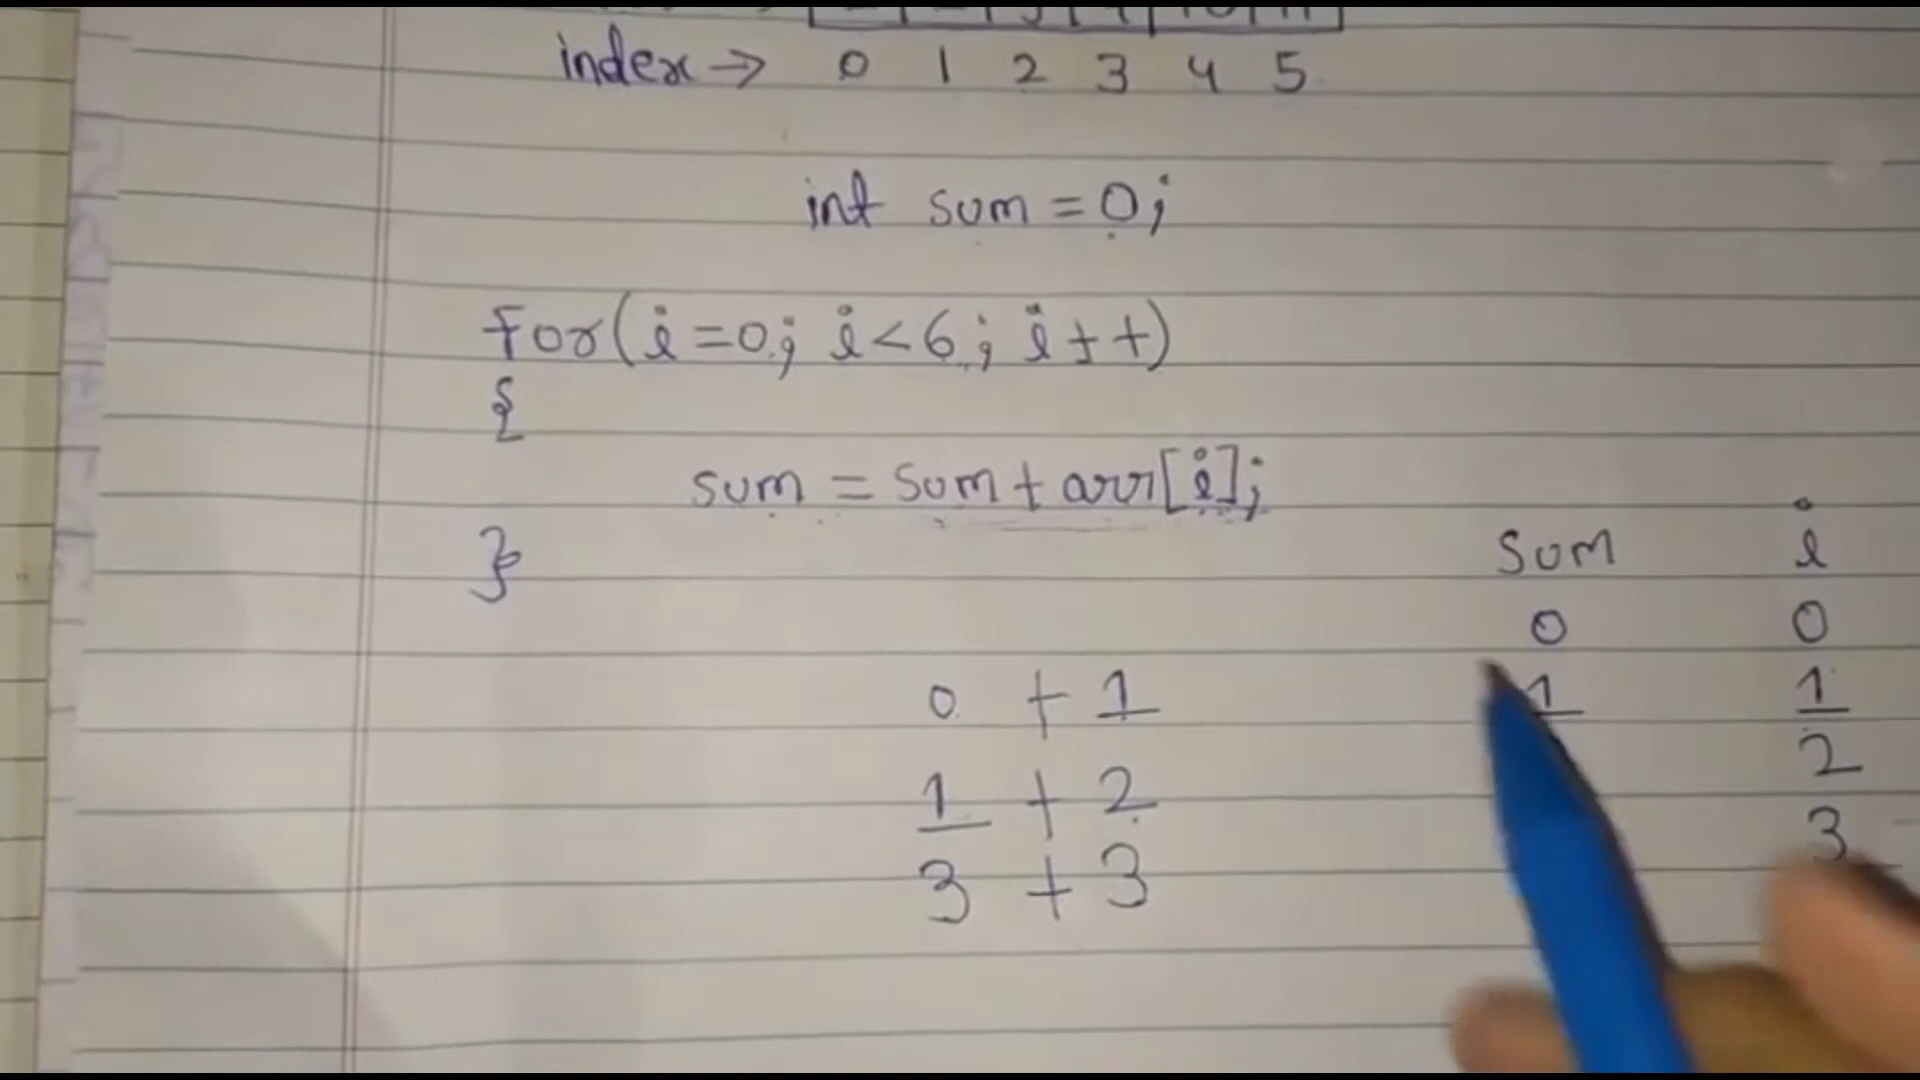 index → 0 1 2 3 4 5
int sum = 0;
for(i=0; i<6; i++)
{
sum = sum + arr[i];
}
sum i
0 0
0 + 1 1 1
1 + 2 2
3 + 3 3